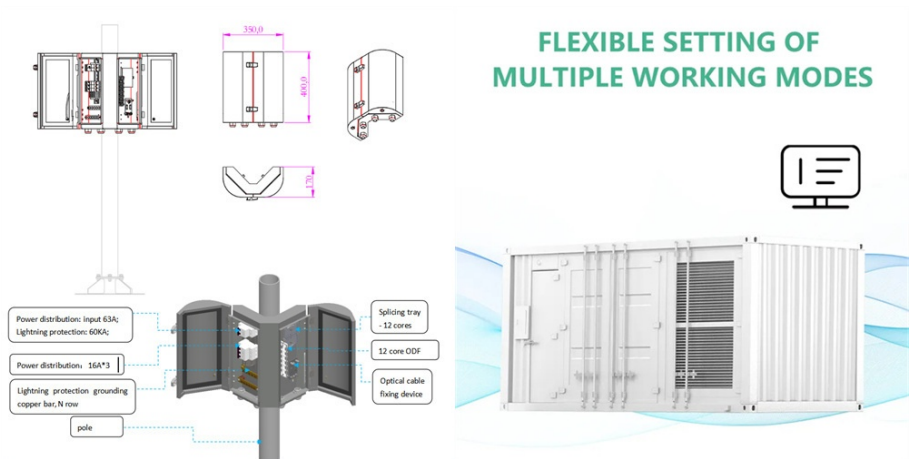 350,0
400,0
170
Power distribution: input 63A;
Lightning protection: 60KA;
Power distribution：16A*3
Lightning protection grounding
copper bar, N row
pole
Splicing tray
- 12 cores
12 core ODF
Optical cable
fixing device
FLEXIBLE SETTING OF
MULTIPLE WORKING MODES